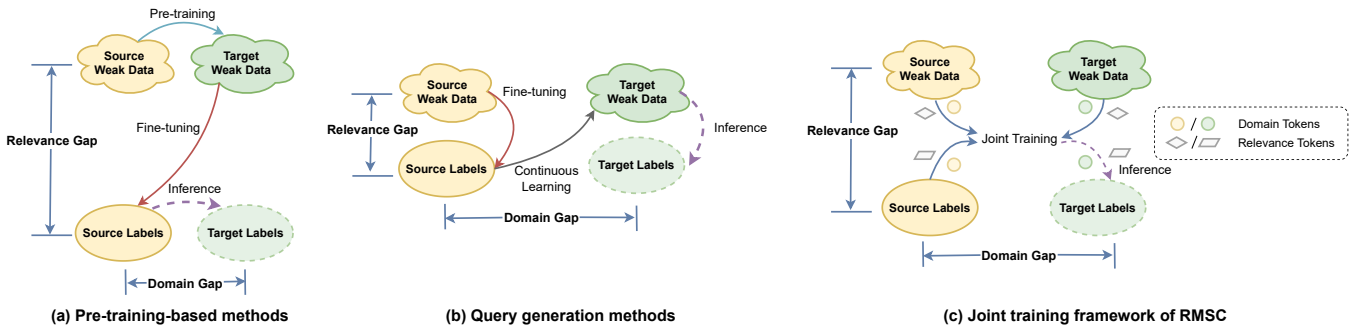 Pre-training
Source
Weak Data
Target
Weak Data
Fine-tuning
Relevance Gap
Inference
Source Labels
Target Labels
Domain Gap
(a) Pre-training-based methods
Source
Weak Data
Fine-tuning
Target
Weak Data
Relevance Gap
Inference
Source Labels
Continuous
Learning
Target Labels
Domain Gap
(b) Query generation methods
Source
Weak Data
Target
Weak Data
Relevance Gap
Joint Training
Inference
Source Labels
Target Labels
Domain Gap
/ Domain Tokens
/ Relevance Tokens
(c) Joint training framework of RMSC